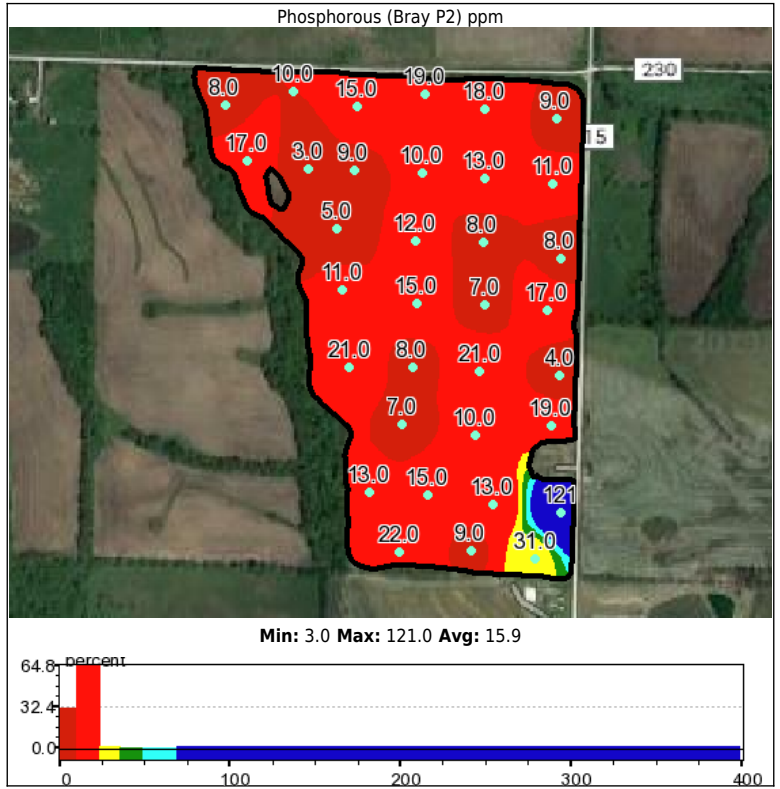 Phosphorous (Bray P2) ppm
230
15
8.0 10.0 15.0 19.0 18.0 9.0
17.0 3.0 9.0 10.0 13.0 11.0
5.0 12.0 8.0 8.0
11.0 15.0 7.0 17.0
21.0 8.0 21.0 4.0
7.0 10.0 19.0
13.0 15.0 13.0 121
22.0 9.0 31.0
Min: 3.0 Max: 121.0 Avg: 15.9
percent
64.8
32.4
0.0
0 100 200 300 400